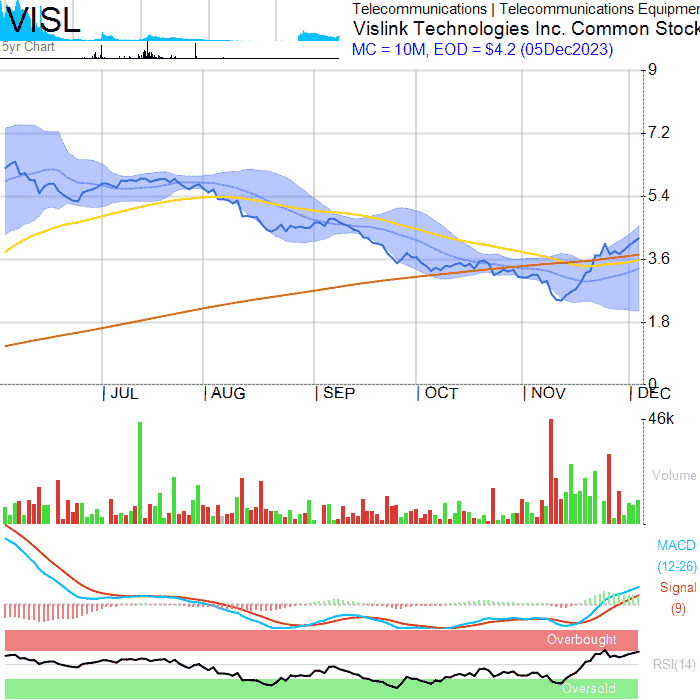 VISL
Telecommunications | Telecommunications Equipmen
Vislink Technologies Inc. Common Stock
5yr Chart
MC = 10M, EOD = $4.2 (05Dec2023)
9
7.2
5.4
3.6
1.8
0
JUL AUG SEP OCT NOV DEC
46k
Volume
MACD
(12-26)
Signal
(9)
Overbought
RSI(14)
Oversold